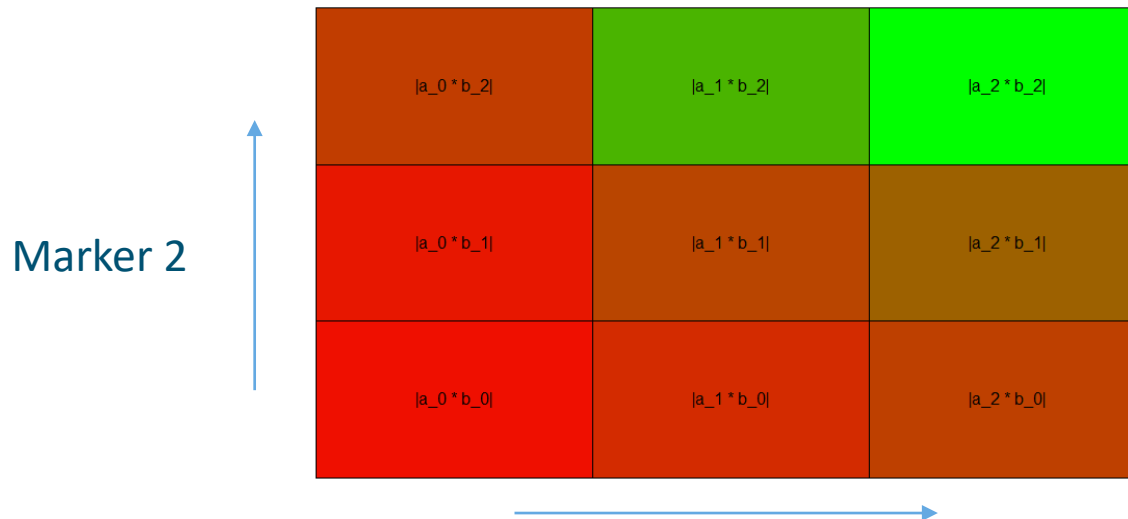 |a_0 * b_2|
|a_1 * b_2|
|a_2 * b_2|
Marker 2
|a_0 * b_1|
|a_1 * b_1|
|a_2 * b_1|
|a_0 * b_0|
|a_1 * b_0|
|a_2 * b_0|